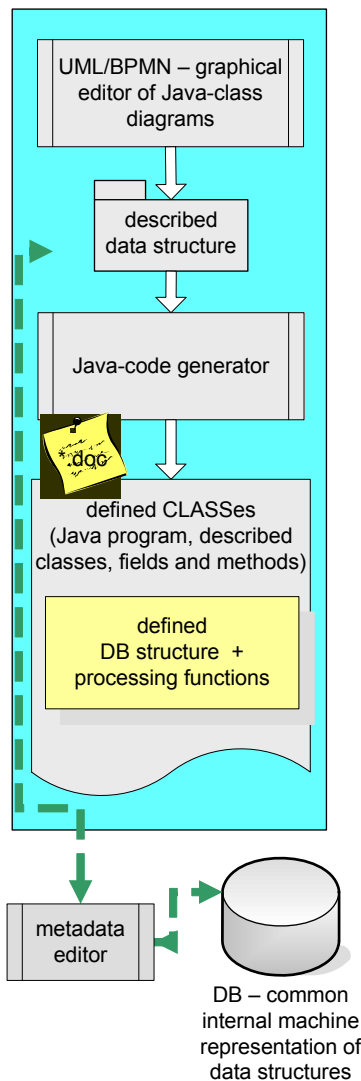 UML/BPMN – graphical
editor of Java-class
diagrams
described
data structure
Java-code generator
doc
defined CLASSes
(Java program, described
classes, fields and methods)
defined
DB structure +
processing functions
metadata
editor
DB – common
internal machine
representation of
data structures